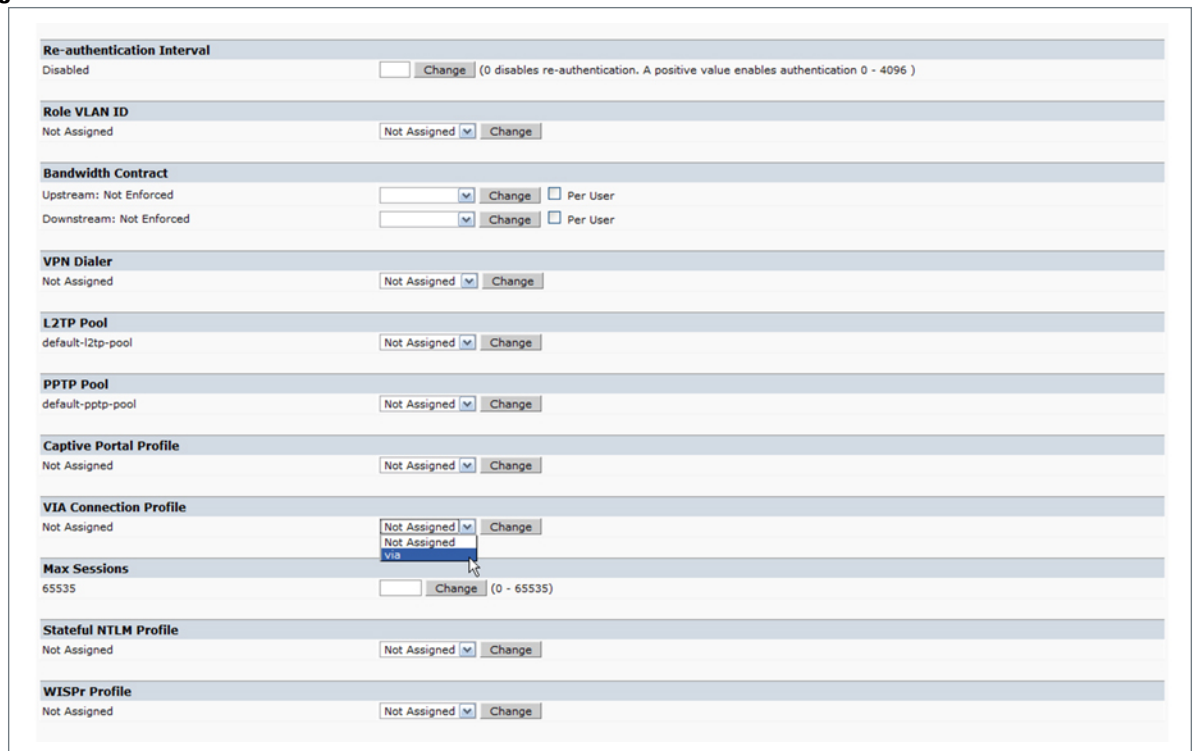 Re-authentication Interval
Disabled Change (0 disables re-authentication. A positive value enables authentication 0 - 4096 )
Role VLAN ID
Not Assigned Not Assigned Change
Bandwidth Contract
Upstream: Not Enforced Change Per User
Downstream: Not Enforced Change Per User
VPN Dialer
Not Assigned Not Assigned Change
L2TP Pool
default-l2tp-pool Not Assigned Change
PPTP Pool
default-pptp-pool Not Assigned Change
Captive Portal Profile
Not Assigned Not Assigned Change
VIA Connection Profile
Not Assigned Not Assigned Change
Not Assigned
via
Max Sessions
65535 Change (0 - 65535)
Stateful NTLM Profile
Not Assigned Not Assigned Change
WISPr Profile
Not Assigned Not Assigned Change